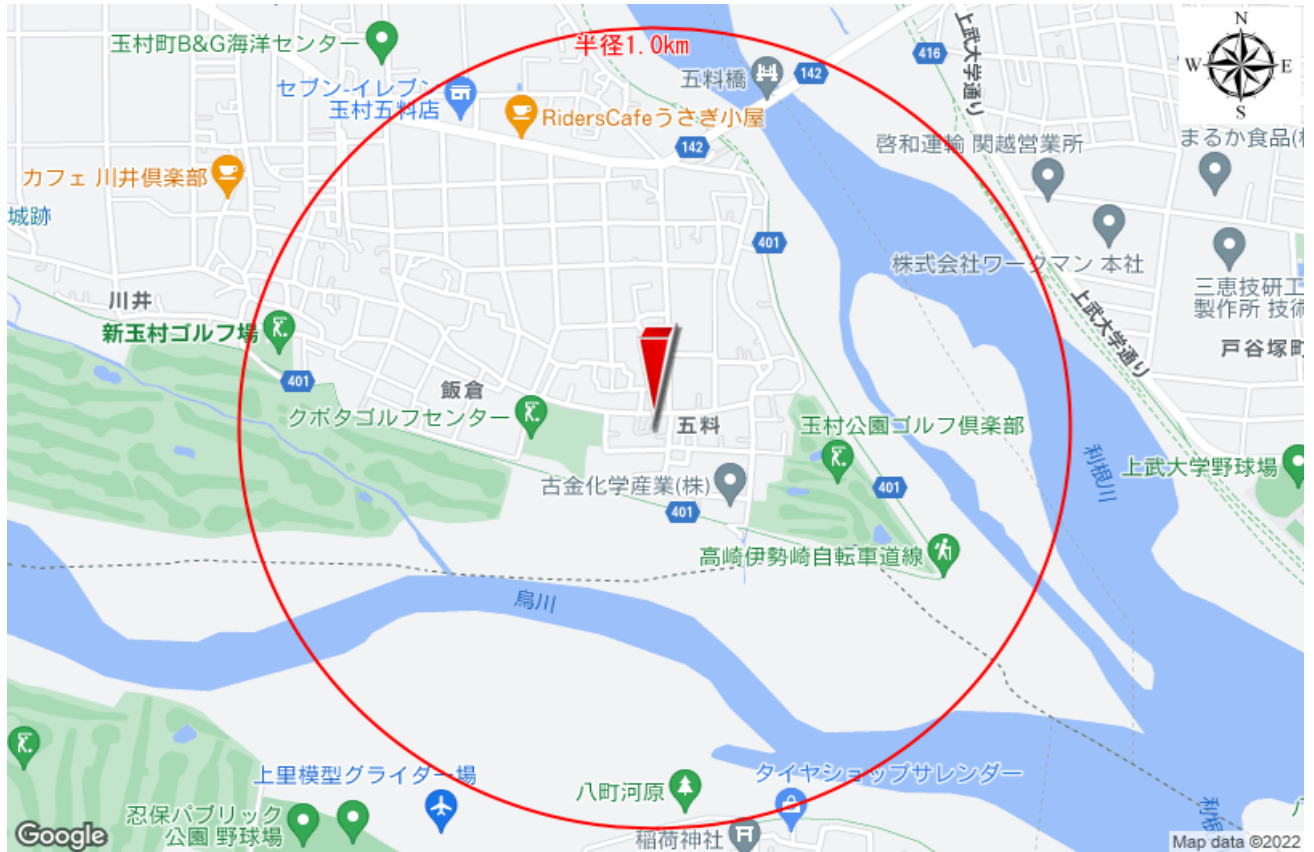 N
W
E
S
玉村町B&G海洋センター
半径1.0km
五料橋
142
416
上武大学通り
セブン-イレブン
玉村五料店
RidersCafeうさぎ小屋
142
啓和運輸 関越営業所
まるか食品(
カフェ 川井倶楽部
城跡
401
株式会社ワークマン 本社
三恵技研工
製作所 技術
川井
新玉村ゴルフ場
上武大学通り
戸谷塚町
401
飯倉
クボタゴルフセンター
五料
玉村公園ゴルフ倶楽部
利根川
上武大学野球場
古金化学産業(株)
401
401
高崎伊勢崎自転車道線
烏川
上里模型グライダー場
八町河原
タイヤショップサレンダー
忍保パブリック
公園 野球場
稲荷神社
利根
Google
Map data ©2022